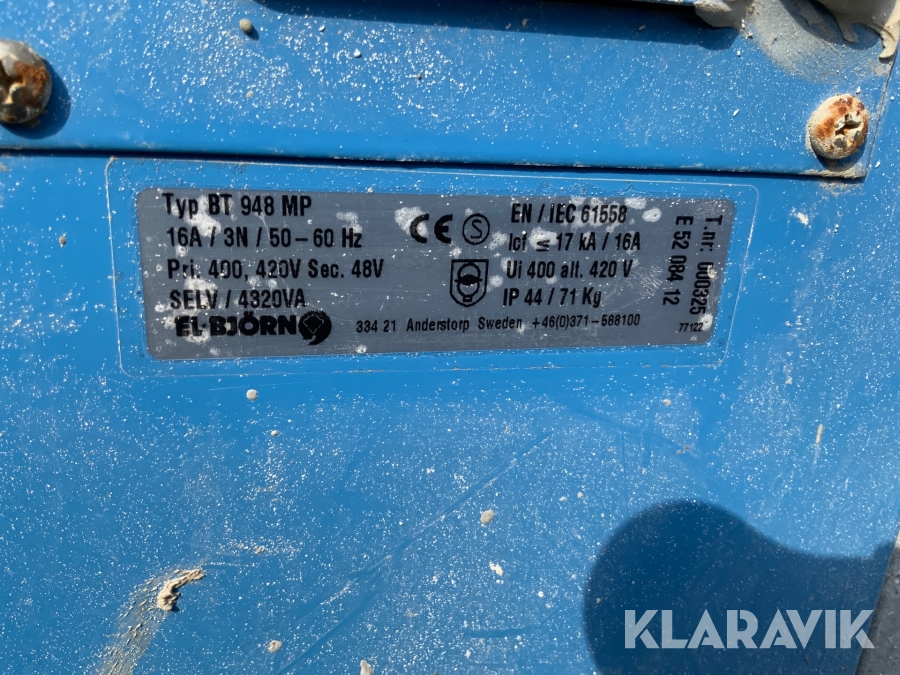 Typ BT 948 MP
16A / 3N / 50 – 60 Hz
Pri. 400, 420V Sec. 48V
SELV / 4320VA
EL-BJÖRN
CE S
EN / IEC 61558
Icf ≤ 17 kA / 16A
Ui 400 alt. 420 V
IP 44 / 71 Kg
334 21 Anderstorp Sweden +46(0)371–588100
T.nr: 000325
E 52 084 12
77122
KLARAVIK